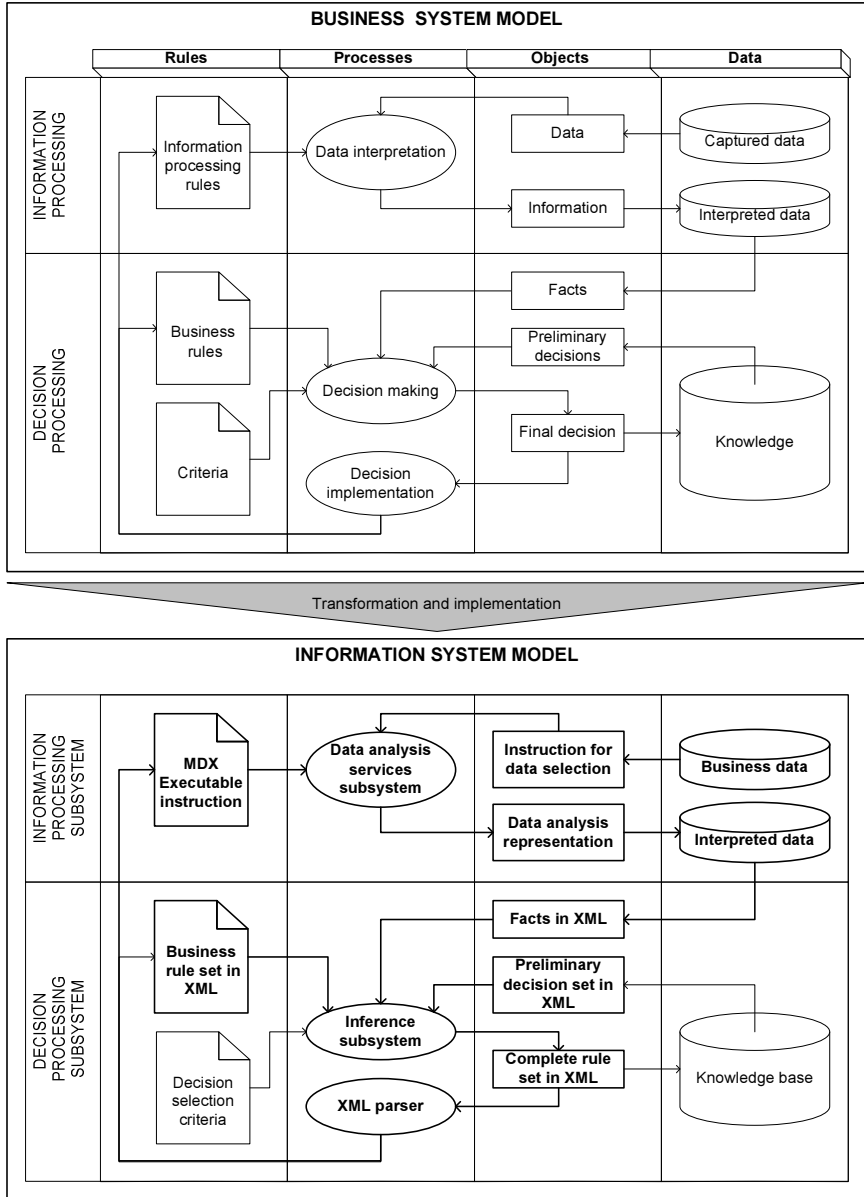 BUSINESS SYSTEM MODEL
Rules
Processes
Objects
Data
INFORMATION
PROCESSING
Information
processing
rules
Data interpretation
Data
Captured data
Information
Interpreted data
DECISION
PROCESSING
Business
rules
Facts
Preliminary
decisions
Decision making
Criteria
Final decision
Knowledge
Decision
implementation
Transformation and implementation
INFORMATION SYSTEM MODEL
INFORMATION
PROCESSING
SUBSYSTEM
MDX
Executable
instruction
Data analysis
services
subsystem
Instruction for
data selection
Business data
Data analysis
representation
Interpreted data
DECISION
PROCESSING
SUBSYSTEM
Business
rule set in
XML
Facts in XML
Preliminary
decision set in
XML
Inference
subsystem
Decision
selection
criteria
Complete rule
set in XML
Knowledge base
XML parser